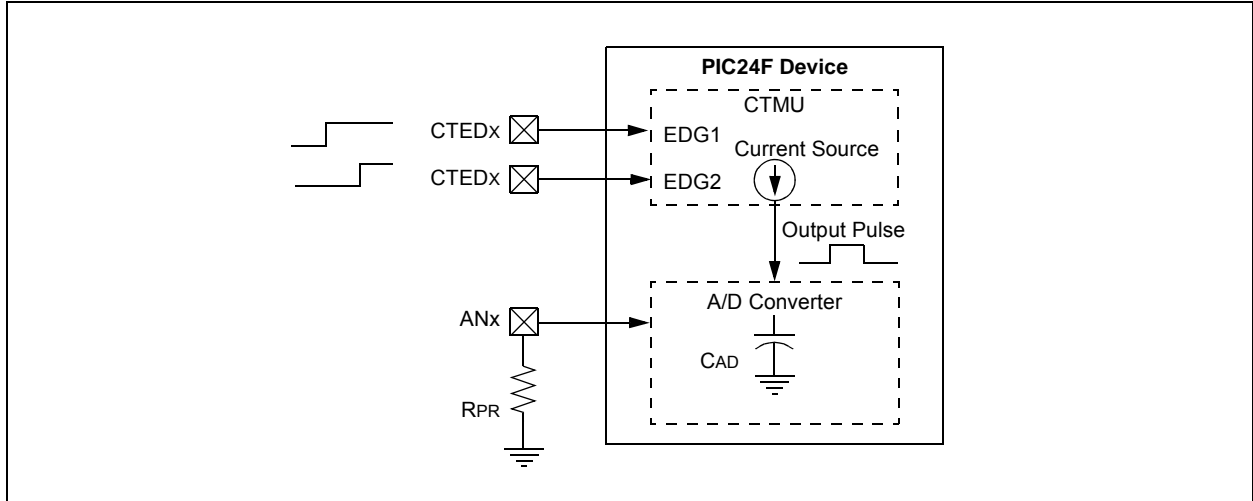 PIC24F Device
CTMU
CTEDX
EDG1
Current Source
CTEDX
EDG2
Output Pulse
A/D Converter
ANx
CAD
RPR